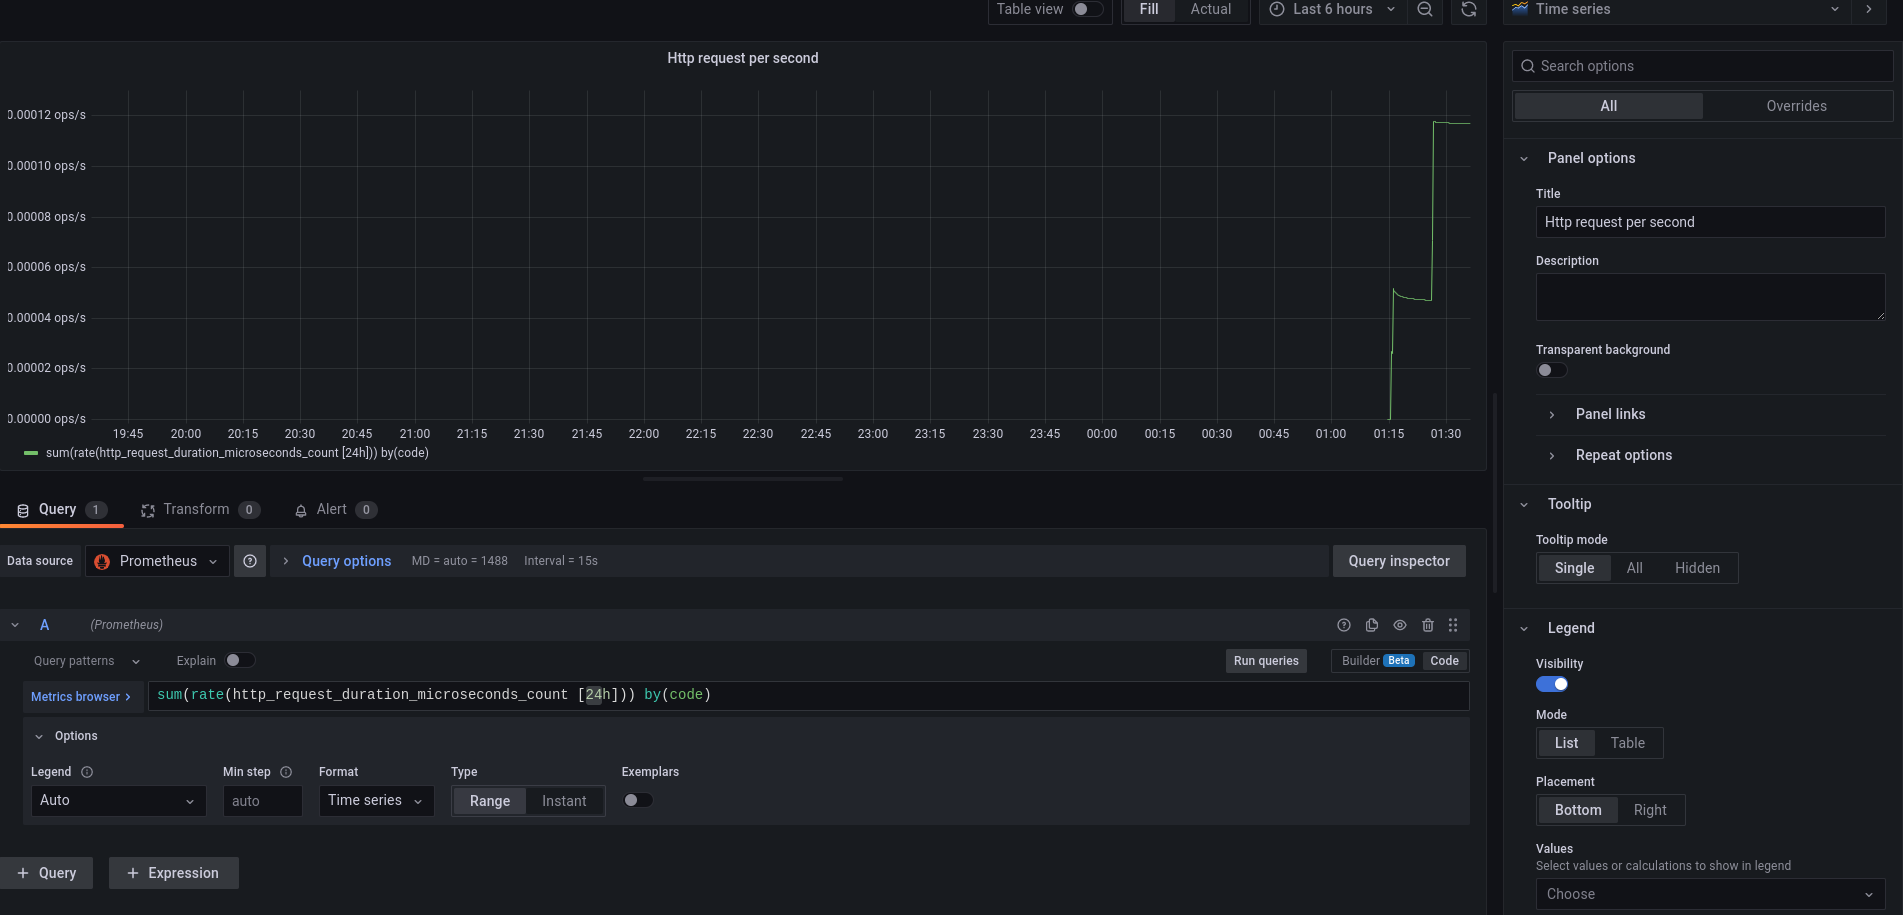 Table view
Fill
Actual
Last 6 hours
Time series
Http request per second
0.00012 ops/s
0.00010 ops/s
0.00008 ops/s
0.00006 ops/s
0.00004 ops/s
0.00002 ops/s
0.00000 ops/s
19:45 20:00 20:15 20:30 20:45 21:00 21:15 21:30 21:45 22:00 22:15 22:30 22:45 23:00 23:15 23:30 23:45 00:00 00:15 00:30 00:45 01:00 01:15 01:30
sum(rate(http_request_duration_microseconds_count [24h])) by(code)
Query 1
Transform 0
Alert 0
Data source
Prometheus
Query options
MD = auto = 1488
Interval = 15s
Query inspector
A
(Prometheus)
Query patterns
Explain
Run queries
Builder Beta
Code
Metrics browser >
sum(rate(http_request_duration_microseconds_count [24h])) by(code)
Options
Legend
Min step
Format
Type
Exemplars
Auto
auto
Time series
Range
Instant
+ Query
+ Expression
Search options
All
Overrides
Panel options
Title
Http request per second
Description
Transparent background
Panel links
Repeat options
Tooltip
Tooltip mode
Single
All
Hidden
Legend
Visibility
Mode
List
Table
Placement
Bottom
Right
Values
Select values or calculations to show in legend
Choose